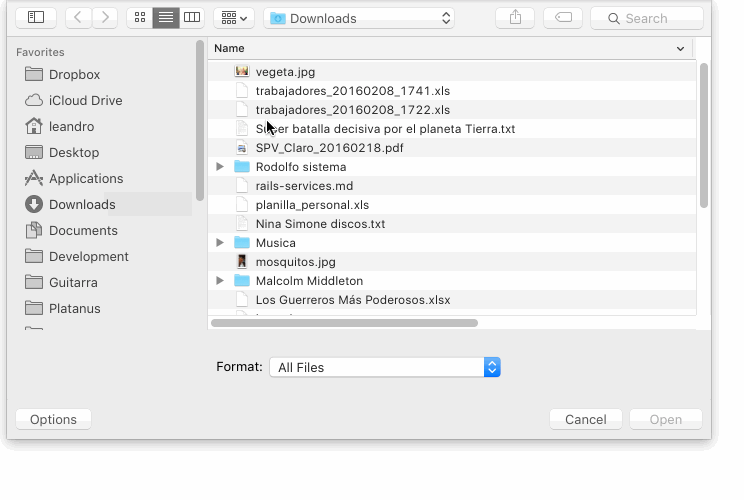 Downloads
Search
Favorites
Dropbox
iCloud Drive
leandro
Desktop
Applications
Downloads
Documents
Development
Guitarra
Platanus
Name
vegeta.jpg
trabajadores_20160208_1741.xls
trabajadores_20160208_1722.xls
batalla decisiva por el planeta Tierra.txt
SPV_Claro_20160218.pdf
Rodolfo sistema
rails-services.md
planilla_personal.xls
Nina Simone discos.txt
Musica
mosquitos.jpg
Malcolm Middleton
Los Guerreros Más Poderosos.xlsx
Format: All Files
Options
Cancel
Open